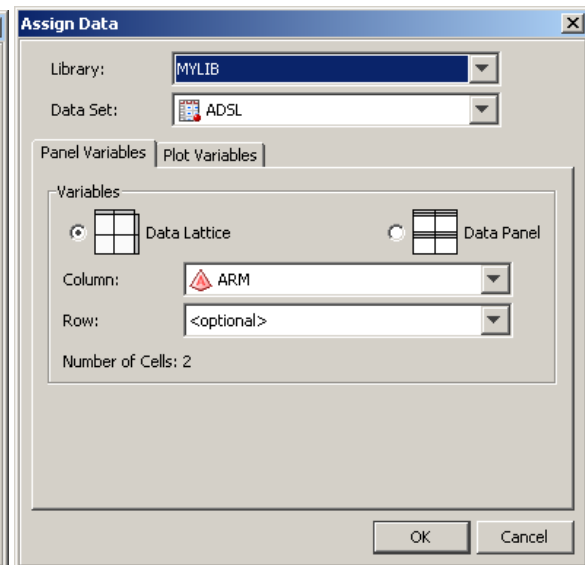 Assign Data
Library: MYLIB
Data Set: ADSL
Panel Variables Plot Variables
Variables
Data Lattice Data Panel
Column: ARM
Row: <optional>
Number of Cells: 2
OK Cancel